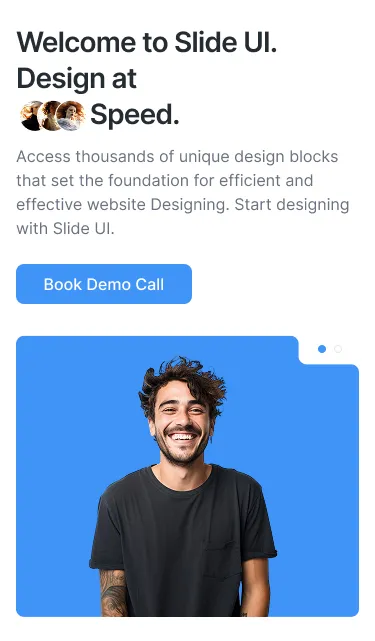 Welcome to Slide UI.
Design at
Speed.
Access thousands of unique design blocks
that set the foundation for efficient and
effective website Designing. Start designing
with Slide UI.
Book Demo Call